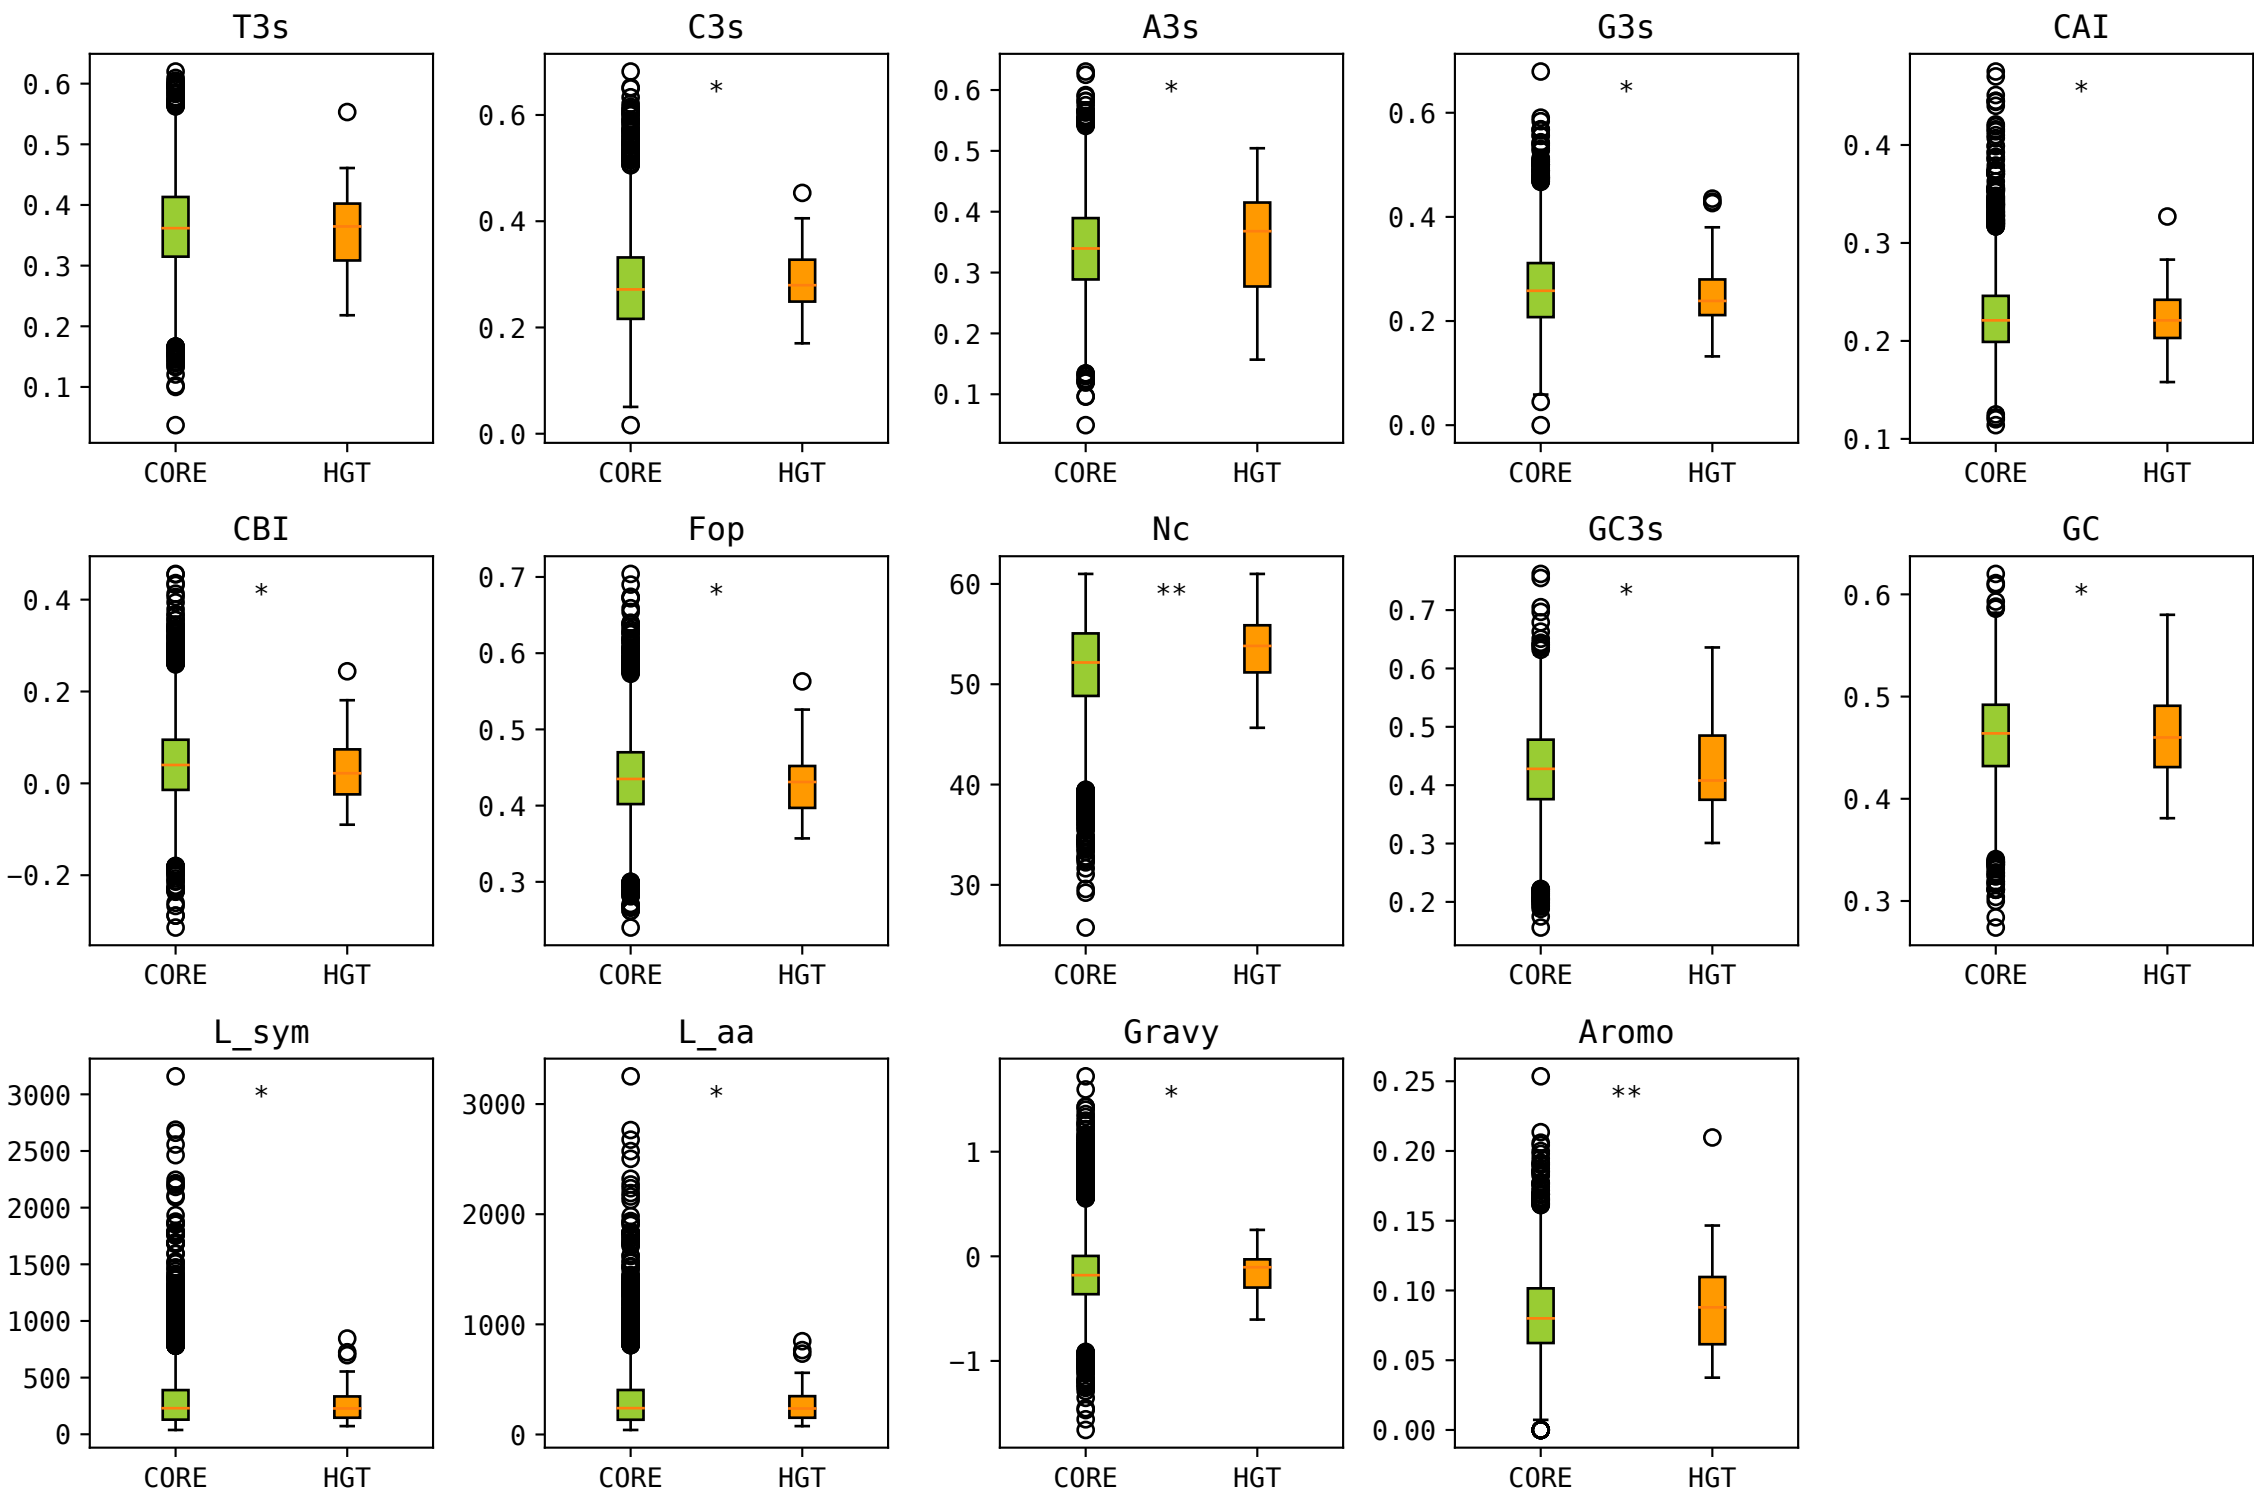 T3s
C3s
A3s
G3s
CAI
0.6
0.5
0.4
0.3
0.2
0.1
CORE
HGT
*
0.6
0.4
0.2
0.0
CORE
HGT
*
0.6
0.5
0.4
0.3
0.2
0.1
CORE
HGT
*
0.6
0.4
0.2
0.0
CORE
HGT
*
0.4
0.3
0.2
0.1
CORE
HGT
CBI
Fop
Nc
GC3s
GC
*
0.4
0.2
0.0
−0.2
CORE
HGT
*
0.7
0.6
0.5
0.4
0.3
CORE
HGT
**
60
50
40
30
CORE
HGT
*
0.7
0.6
0.5
0.4
0.3
0.2
CORE
HGT
*
0.6
0.5
0.4
0.3
CORE
HGT
L_sym
L_aa
Gravy
Aromo
*
3000
2500
2000
1500
1000
500
0
CORE
HGT
*
3000
2000
1000
0
CORE
HGT
*
1
0
−1
CORE
HGT
**
0.25
0.20
0.15
0.10
0.05
0.00
CORE
HGT